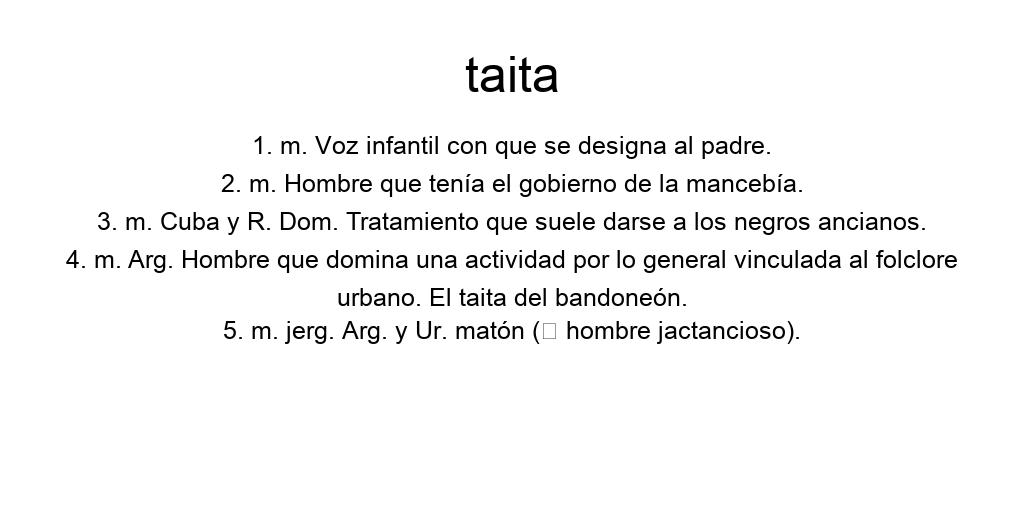 taita
1. m. Voz infantil con que se designa al padre.
2. m. Hombre que tenía el gobierno de la mancebía.
3. m. Cuba y R. Dom. Tratamiento que suele darse a los negros ancianos.
4. m. Arg. Hombre que domina una actividad por lo general vinculada al folclore
urbano. El taita del bandoneón.
5. m. jerg. Arg. y Ur. matón (□ hombre jactancioso).